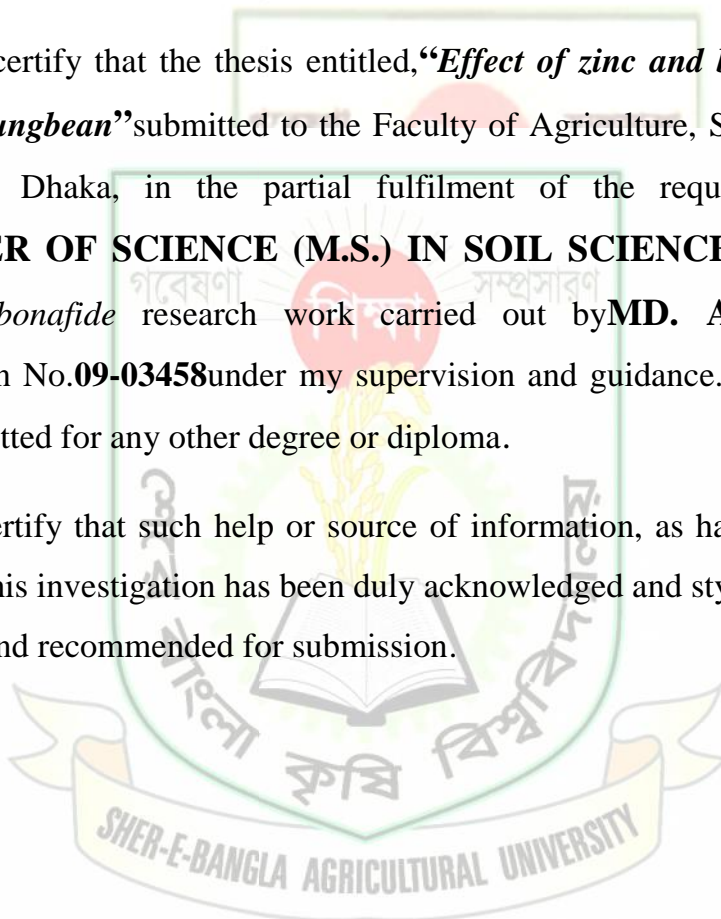 certify that the thesis entitled,“Effect of zinc and
ungbean”submitted to the Faculty of Agriculture, S
Dhaka, in the partial fulfilment of the requ
ER OF SCIENCE (M.S.) IN SOIL SCIENCE
bonafide research work carried out byMD. A
n No.09-03458under my supervision and guidance.
tted for any other degree or diploma.
ertify that such help or source of information, as ha
his investigation has been duly acknowledged and sty
nd recommended for submission.
গবেষণা
শিক্ষা
সম্প্রসারণ
শেরে বাংলা কৃষি বিশ্ববিদ্যালয়
SHER-E-BANGLA AGRICULTURAL UNIVERSITY